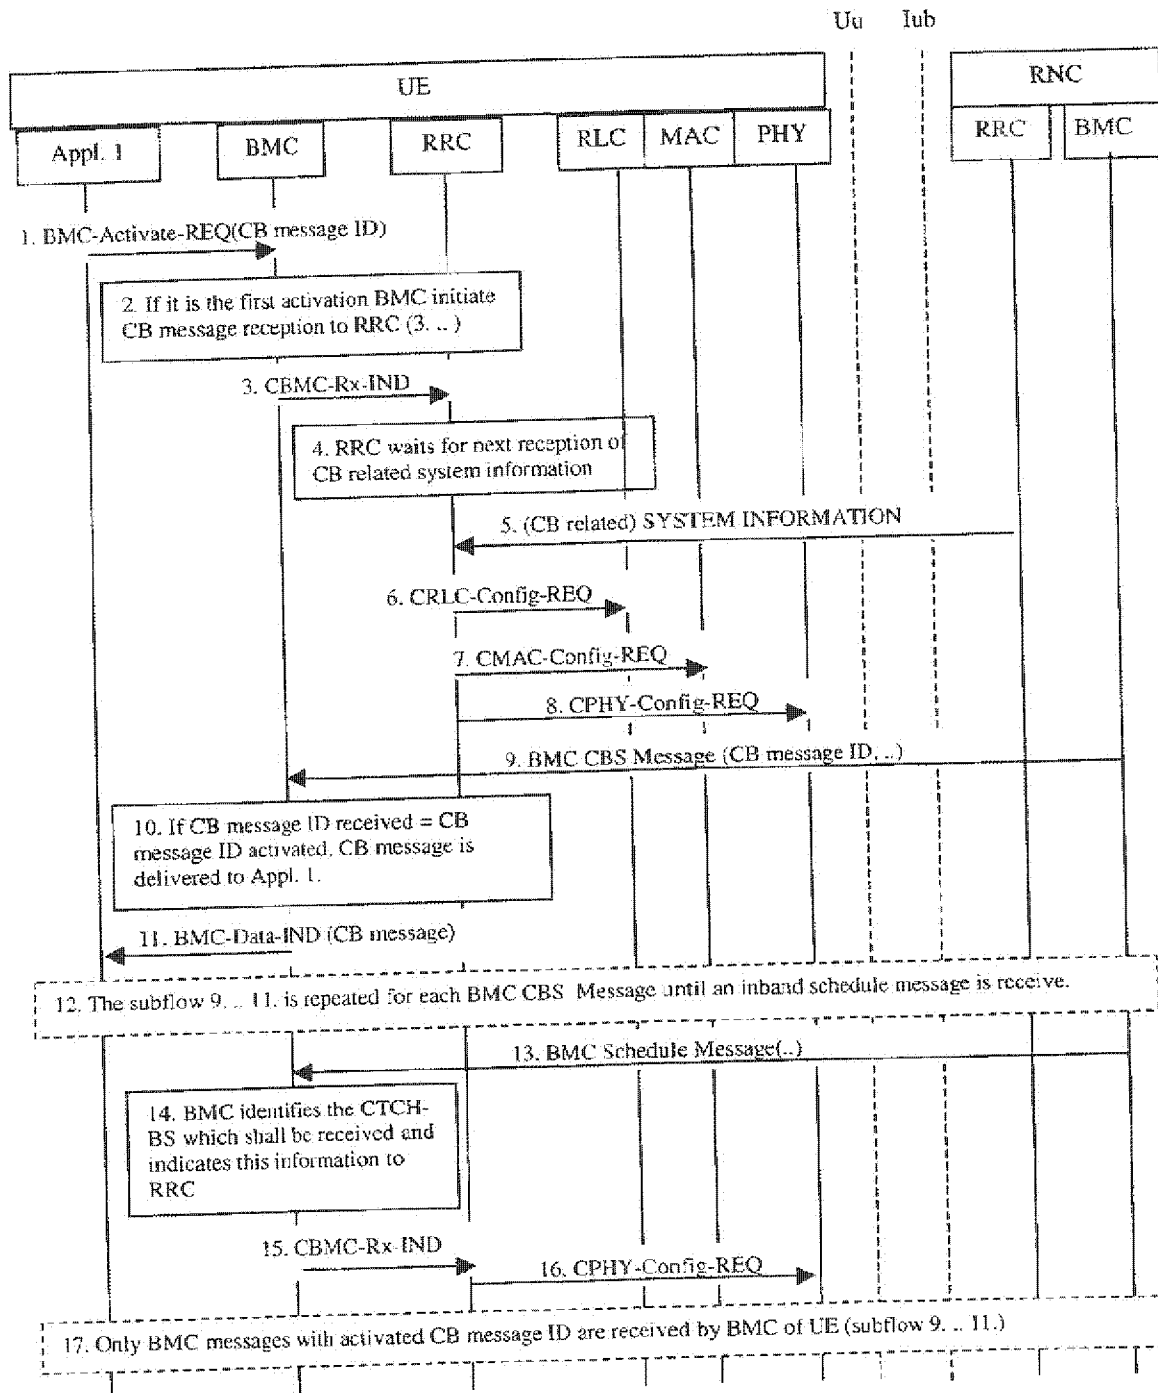 Uu Iub
UE RNC
Appl. 1 BMC RRC RLC MAC PHY RRC BMC
1. BMC-Activate-REQ(CB message ID)
2. If it is the first activation BMC initiate
CB message reception to RRC (3. .. )
3. CBMC-Rx-IND
4. RRC waits for next reception of
CB related system information
5. (CB related) SYSTEM INFORMATION
6. CRLC-Config-REQ
7. CMAC-Config-REQ
8. CPHY-Config-REQ
9. BMC CBS Message (CB message ID, ..)
10. If CB message ID received = CB
message ID activated, CB message is
delivered to Appl. 1.
11. BMC-Data-IND (CB message)
12. The subflow 9. .. 11. is repeated for each BMC CBS Message until an inband schedule message is receive.
13. BMC Schedule Message(..)
14. BMC identifies the CTCH-
BS which shall be received and
indicates this information to
RRC
15. CBMC-Rx-IND
16. CPHY-Config-REQ
17. Only BMC messages with activated CB message ID are received by BMC of UE (subflow 9. .. 11.)